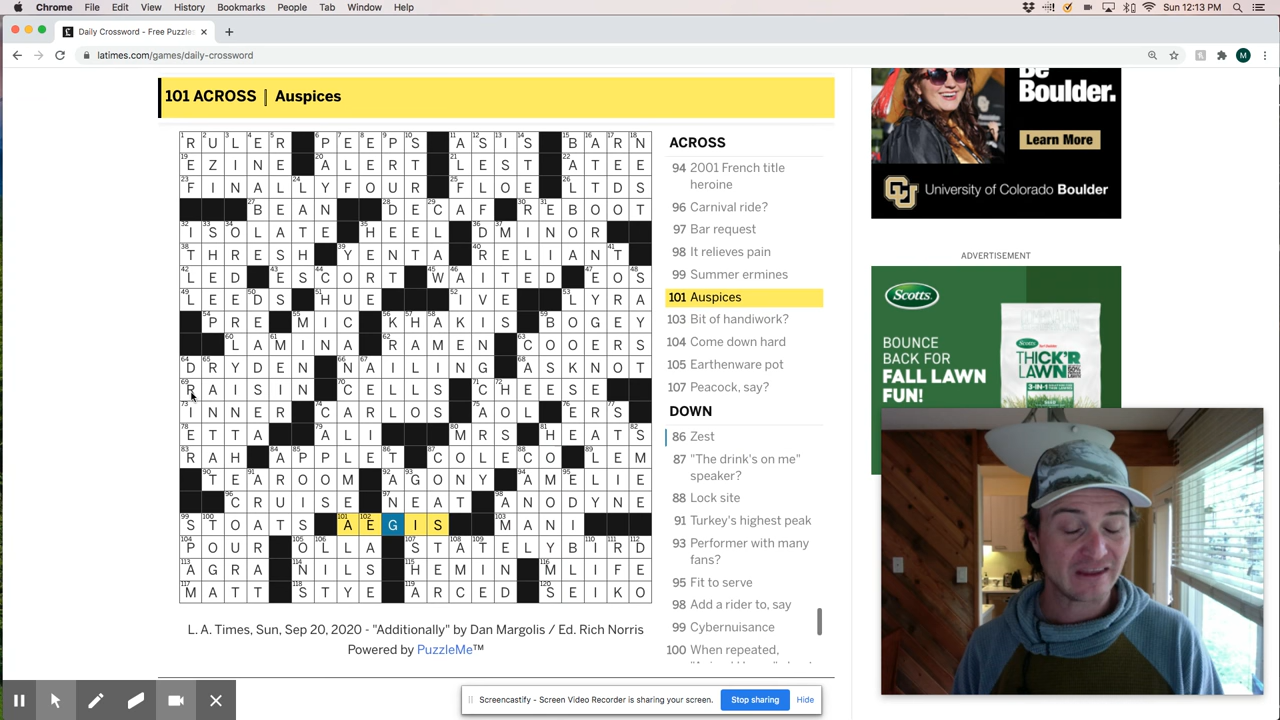 Chrome File Edit View History Bookmarks People Tab Window Help Sun 12:13 PM
Daily Crossword - Free Puzzles
latimes.com/games/daily-crossword
M
101 ACROSS | Auspices
R U L E R P E E P S A S I S B A R N
E Z I N E A L E R T L E S T A T E E
F I N A L L Y F O U R F L O E L T D S
B E A N D E C A F R E B O O T
I S O L A T E H E E L D M I N O R
T H R E S H Y E N T A R E L I A N T
L E D E S C O R T W A I T E D E O S
L E E D S H U E I V E L Y R A
P R E M I C K H A K I S B O G E Y
L A M I N A R A M E N C O O E R S
D R Y D E N N A I L I N G A S K N O T
R A I S I N C E L L S C H E E S E
I N N E R C A R L O S A O L E R S
E T T A A L I M R S H E A T S
R A H A P P L E T C O L E C O L E M
T E A R O O M A G O N Y A M E L I E
C R U I S E N E A T A N O D Y N E
S T O A T S A E G I S M A N I
P O U R O L L A S T A T E L Y B I R D
A G R A N I L S H E M I N M L I F E
M A T T S T Y E A R C E D S E I K O
L. A. Times, Sun, Sep 20, 2020 - "Additionally" by Dan Margolis / Ed. Rich Norris
Powered by PuzzleMe™
ACROSS
94 2001 French title
heroine
96 Carnival ride?
97 Bar request
98 It relieves pain
99 Summer ermines
101 Auspices
103 Bit of handiwork?
104 Come down hard
105 Earthenware pot
107 Peacock, say?
DOWN
86 Zest
87 "The drink's on me"
speaker?
88 Lock site
91 Turkey's highest peak
93 Performer with many
fans?
95 Fit to serve
98 Add a rider to, say
99 Cybernuisance
100 When repeated,
Be
Boulder.
Learn More
CU University of Colorado Boulder
ADVERTISEMENT
Scotts
BOUNCE
BACK FOR
FALL LAWN
FUN!
Scotts
THICK'R
LAWN
3-IN-1
50%
Screencastify - Screen Video Recorder is sharing your screen. Stop sharing Hide